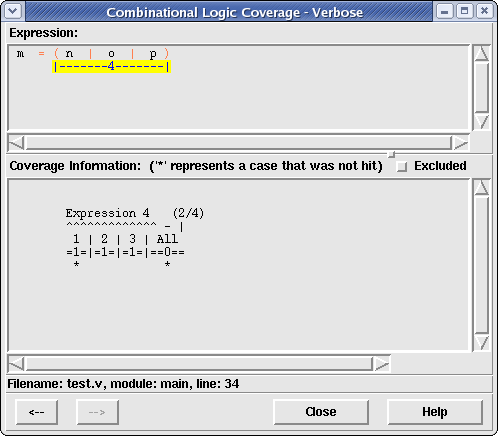 Combinational Logic Coverage - Verbose
Expression:
m = ( n | o | p )
|-------4-------|
Coverage Information: ('*' represents a case that was not hit) Excluded
Expression 4 (2/4)
^^^^^^^^^^^^^ - |
1 | 2 | 3 | All
=1=|=1=|=1=|==0==
* *
Filename: test.v, module: main, line: 34
<-- --> Close Help